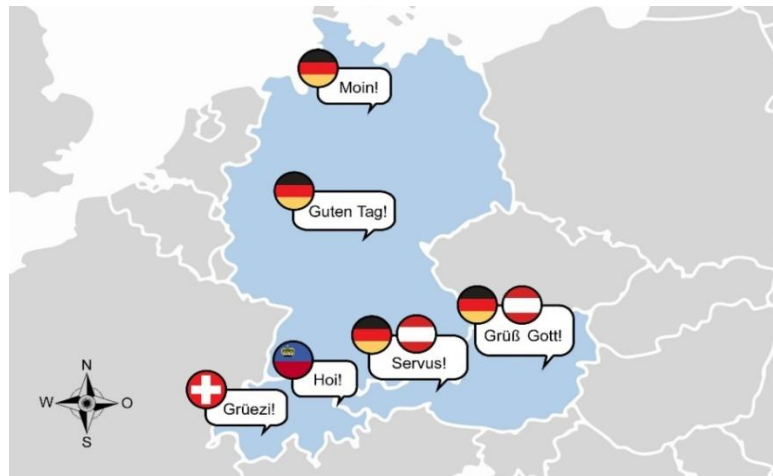 Moin!
Guten Tag!
Grüß Gott!
Servus!
Hoi!
Grüezi!
N
W O
S